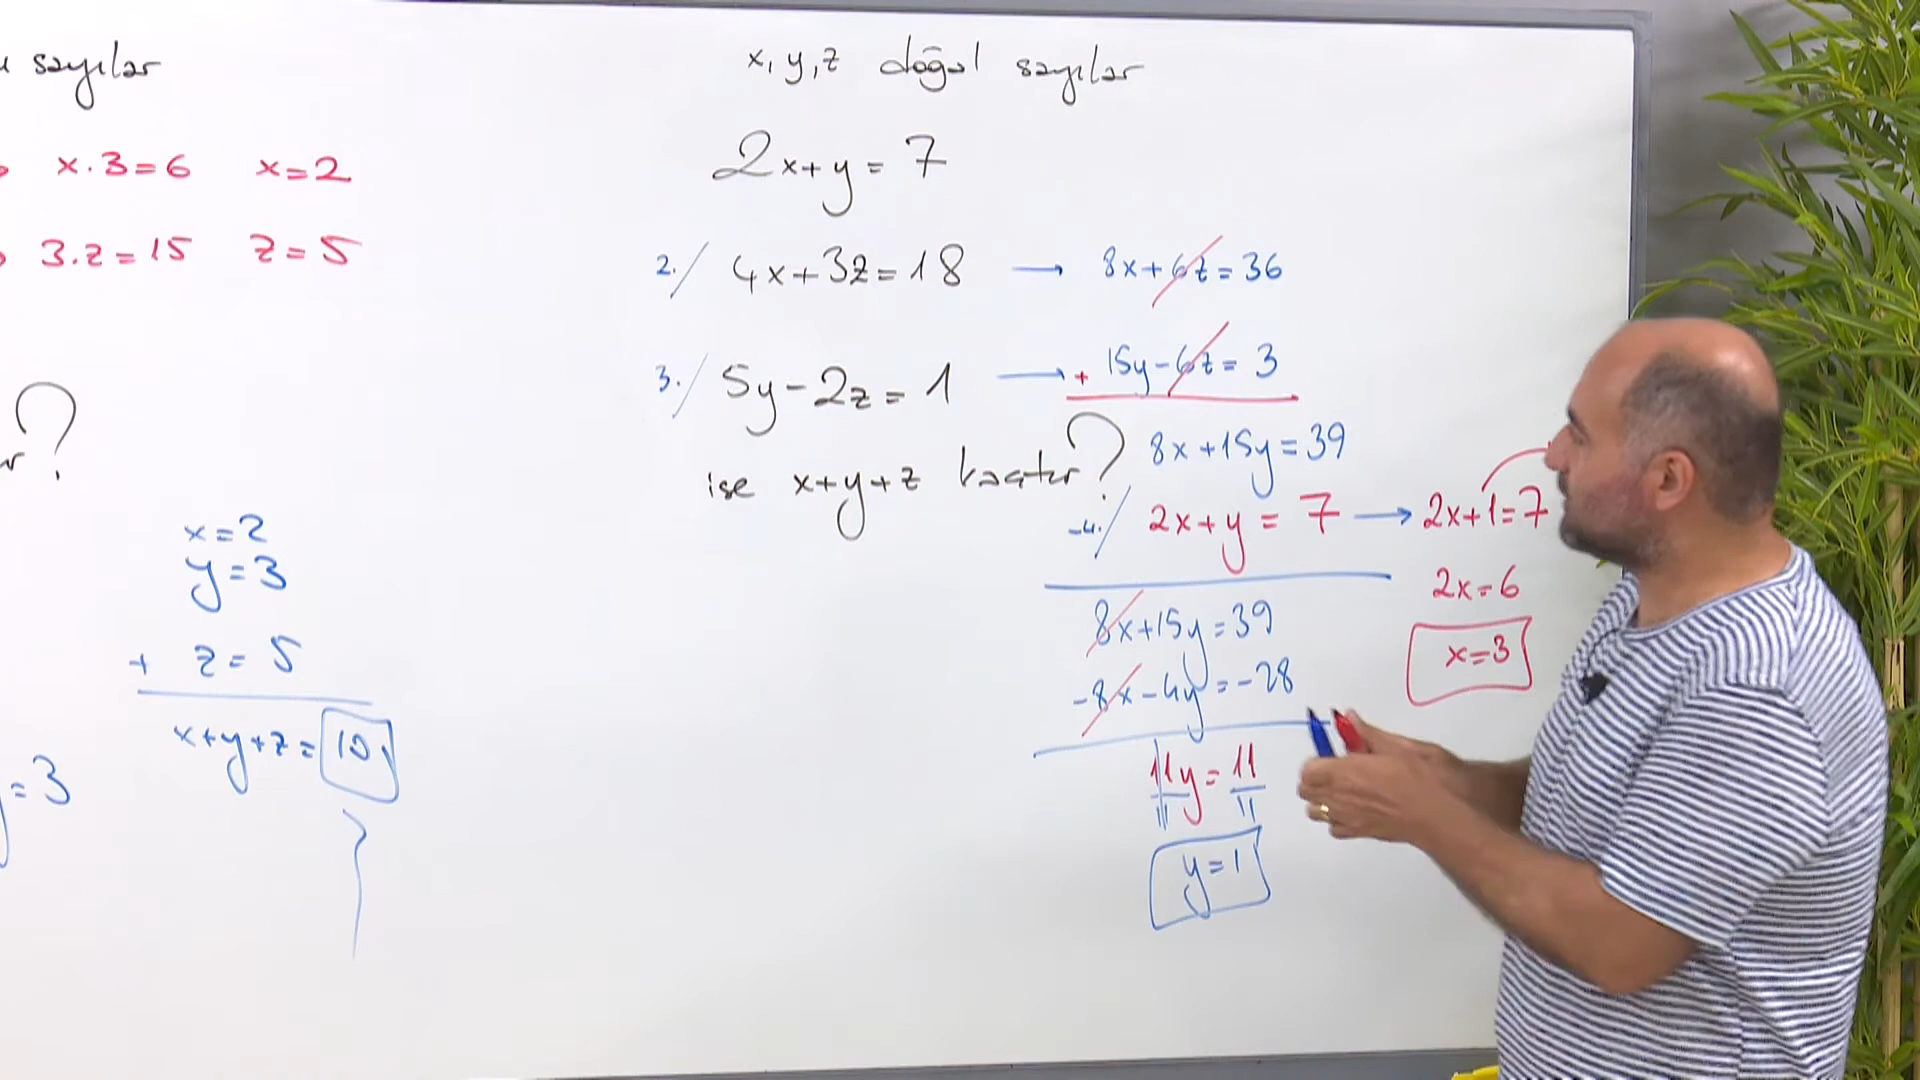 sayılar
x.3=6 x=2
3.z=15 z=5
?
x=2
y=3
+ z=5
x+y+z=10
=3
x,y,z doğal sayılar
2x+y=7
2./ 4x+3z=18 → 8x+6z=36
3./ 5y-2z=1 → + 15y-6z=3
ise x+y+z kaçtır?
8x+15y=39
-4./ 2x+y=7 → 2x+1=7
2x=6
x=3
8x+15y=39
-8x-4y=-28
11y=11
11 11
y=1